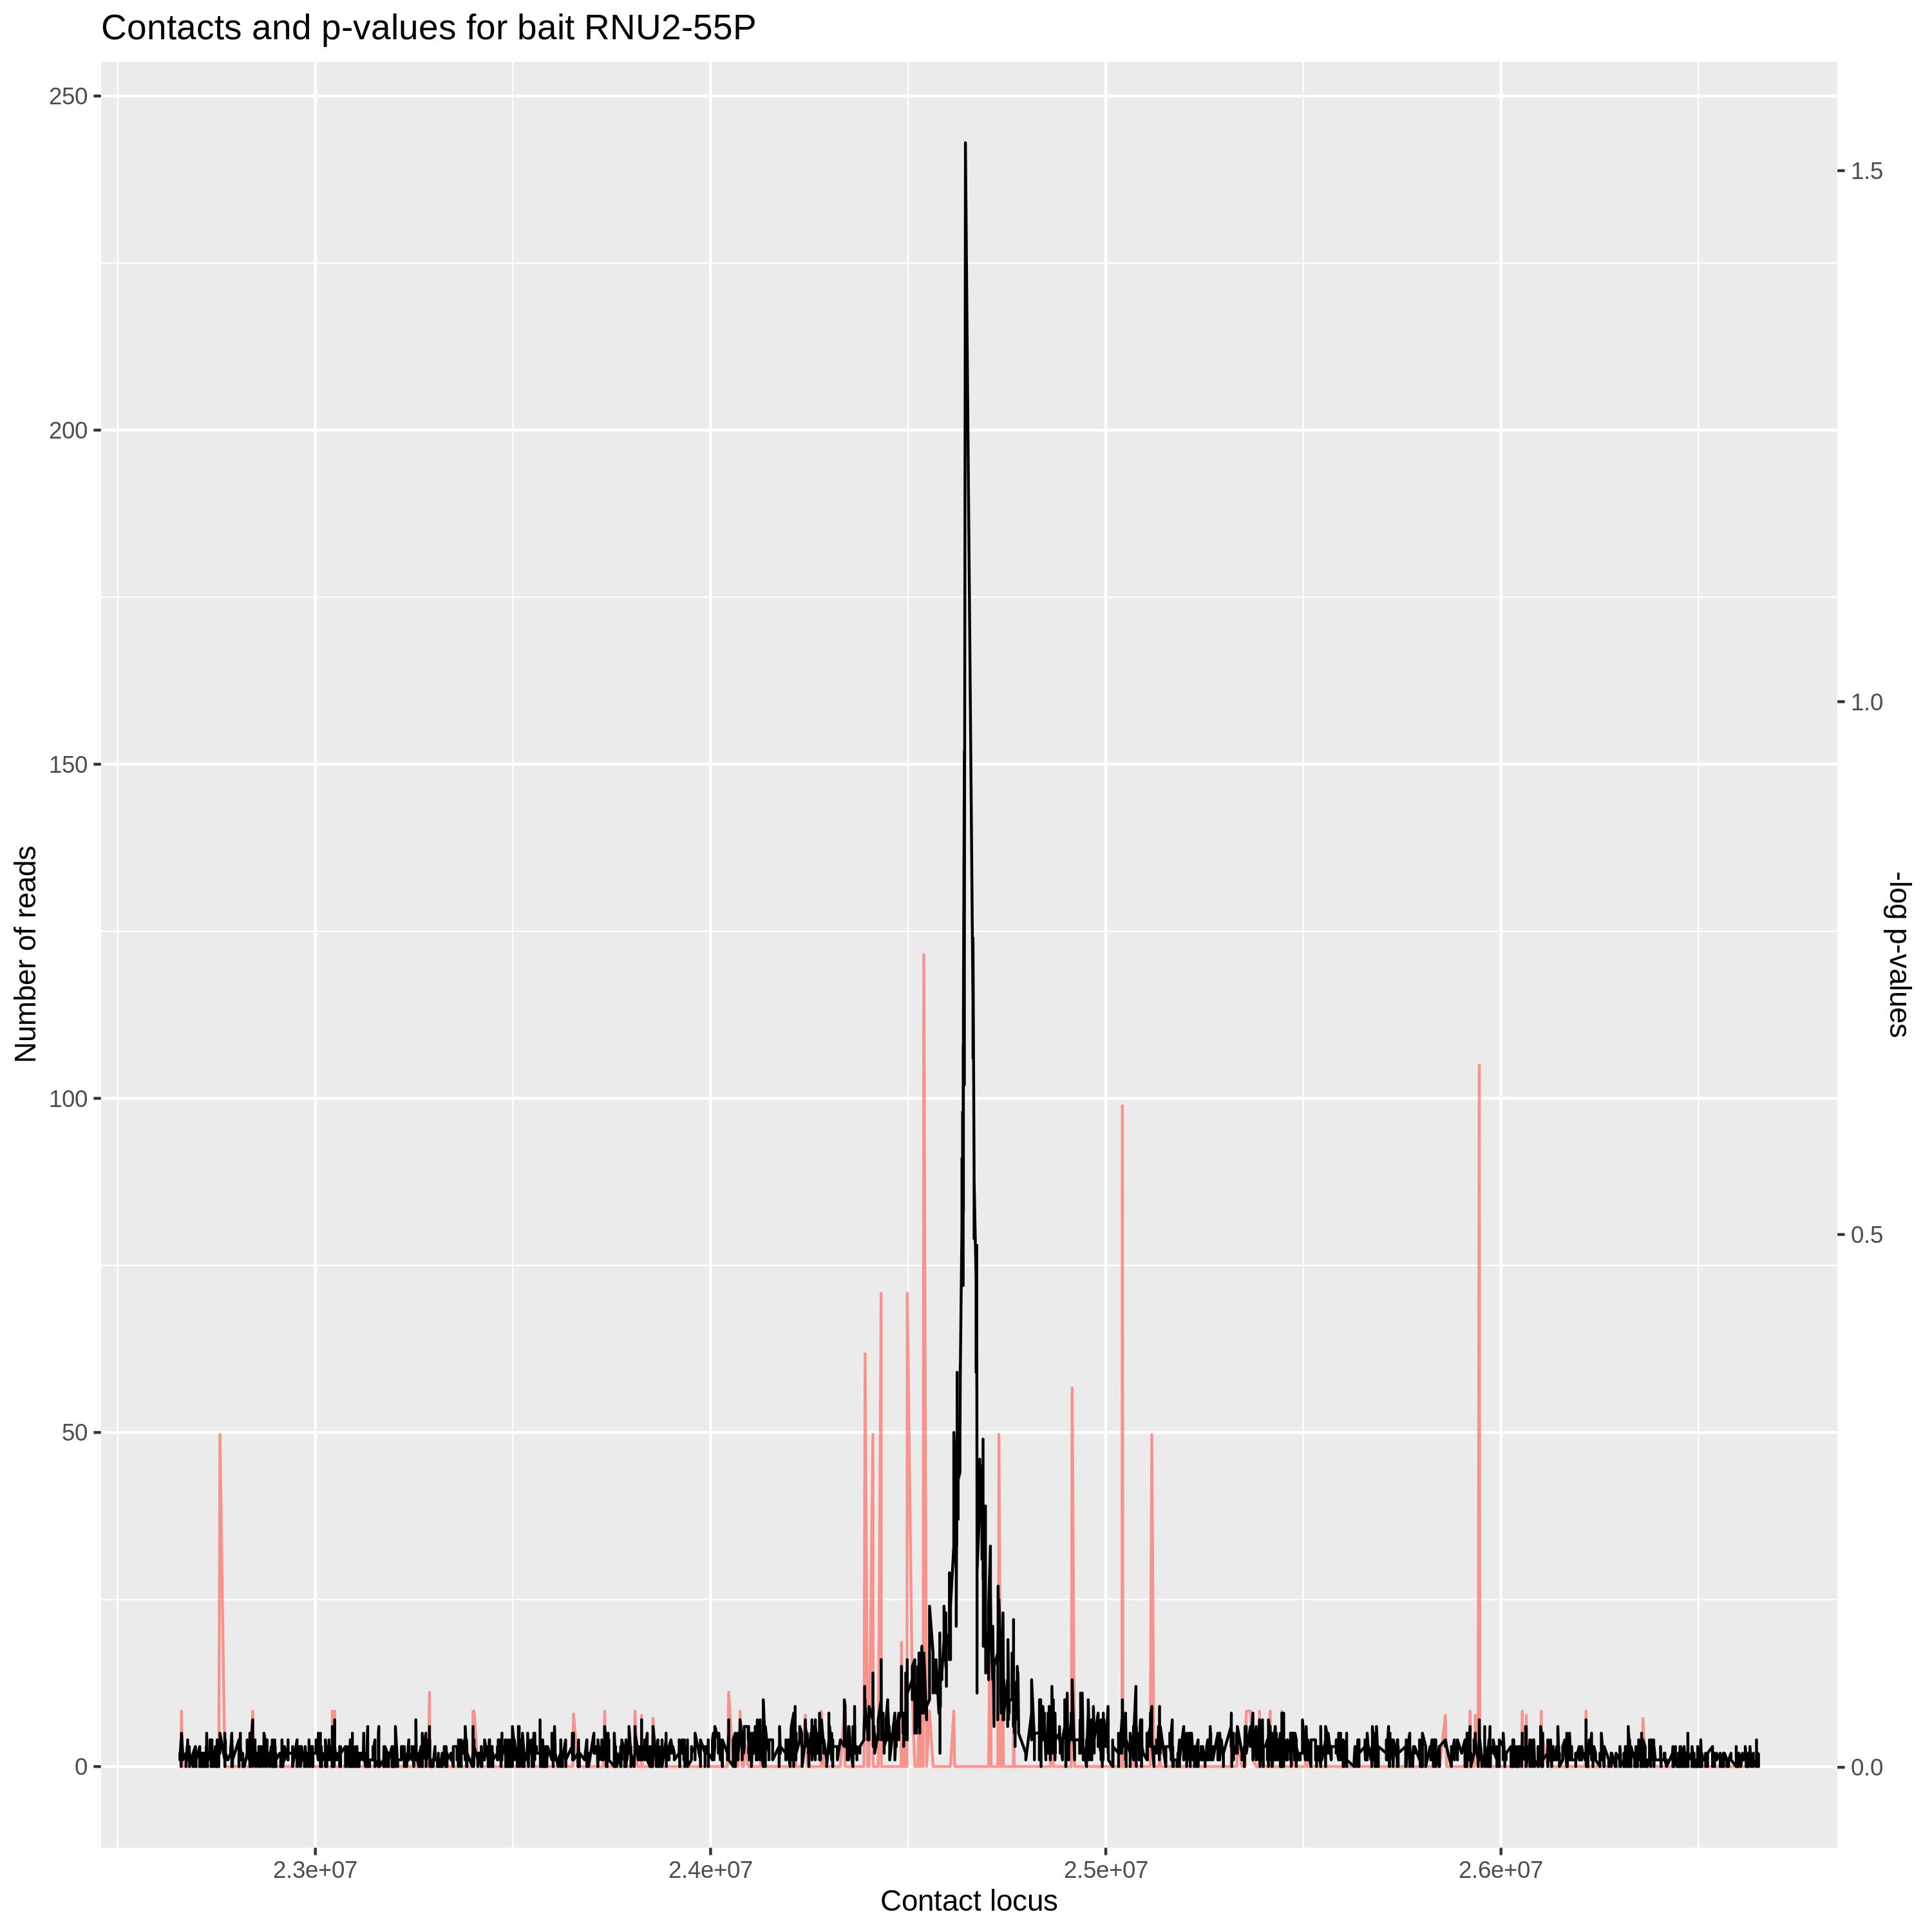 Contacts and p-values for bait RNU2-55P
250
200
150
100
50
0
Number of reads
1.5
1.0
0.5
0.0
-log p-values
2.3e+07 2.4e+07 2.5e+07 2.6e+07
Contact locus